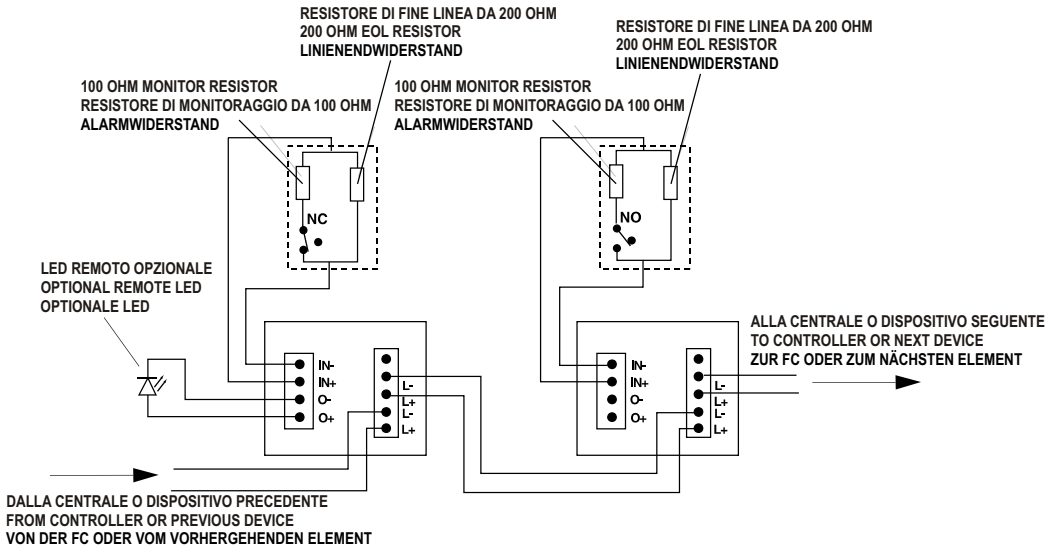 RESISTORE DI FINE LINEA DA 200 OHM
200 OHM EOL RESISTOR
LINIENENDWIDERSTAND
RESISTORE DI FINE LINEA DA 200 OHM
200 OHM EOL RESISTOR
LINIENENDWIDERSTAND
100 OHM MONITOR RESISTOR
RESISTORE DI MONITORAGGIO DA 100 OHM
ALARMWIDERSTAND
100 OHM MONITOR RESISTOR
RESISTORE DI MONITORAGGIO DA 100 OHM
ALARMWIDERSTAND
NC
NO
LED REMOTO OPZIONALE
OPTIONAL REMOTE LED
OPTIONALE LED
ALLA CENTRALE O DISPOSITIVO SEGUENTE
TO CONTROLLER OR NEXT DEVICE
ZUR FC ODER ZUM NÄCHSTEN ELEMENT
IN-
IN+
O-
O+
L-
L+
L-
L+
IN-
IN+
O-
O+
L-
L+
L-
L+
DALLA CENTRALE O DISPOSITIVO PRECEDENTE
FROM CONTROLLER OR PREVIOUS DEVICE
VON DER FC ODER VOM VORHERGEHENDEN ELEMENT